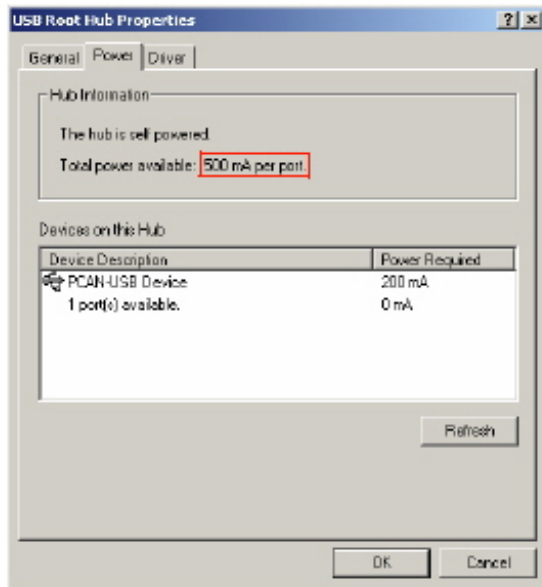 USB Root Hub Properties
General Power Driver
Hub Information
The hub is self powered.
Total power available: 500 mA per port.
Devices on this Hub
Device Description Power Required
PCAN-USB Device 200 mA
1 port(s) available. 0 mA
Refresh
OK Cancel